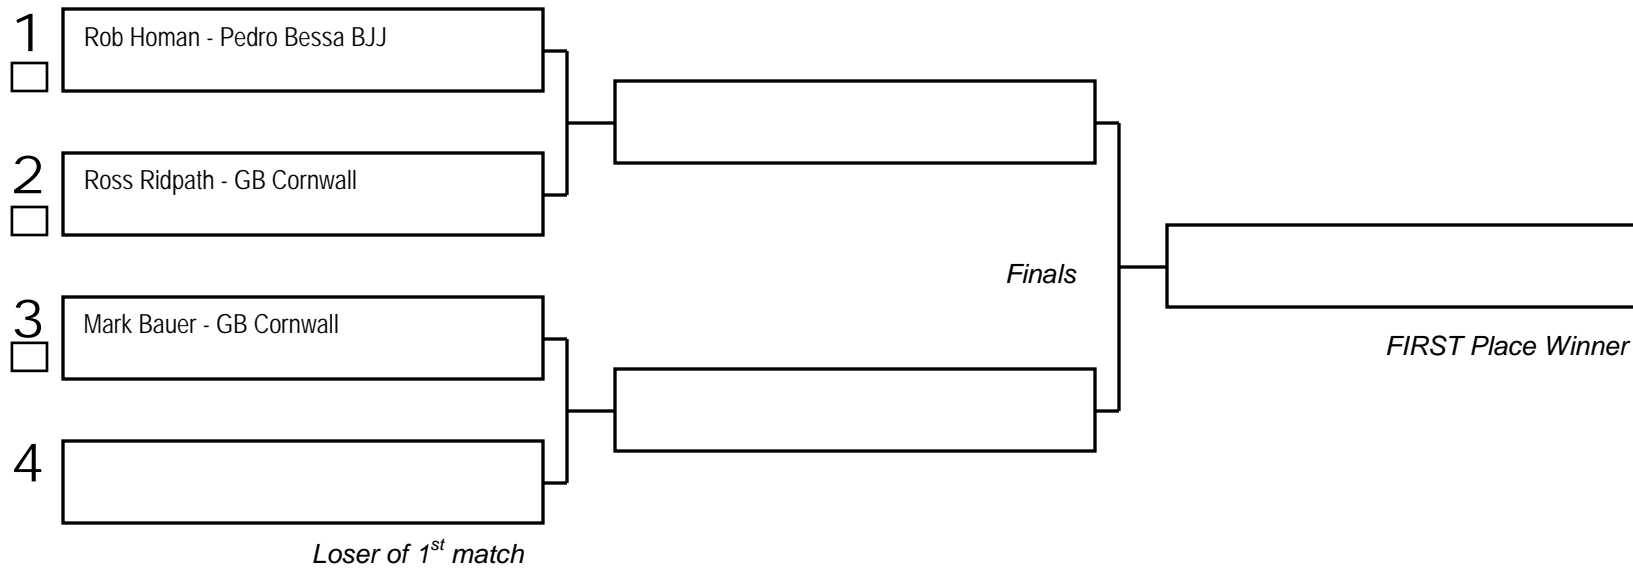 1
Rob Homan - Pedro Bessa BJJ
2
Ross Ridpath - GB Cornwall
Finals
3
Mark Bauer - GB Cornwall
FIRST Place Winner
4
Loser of 1st match